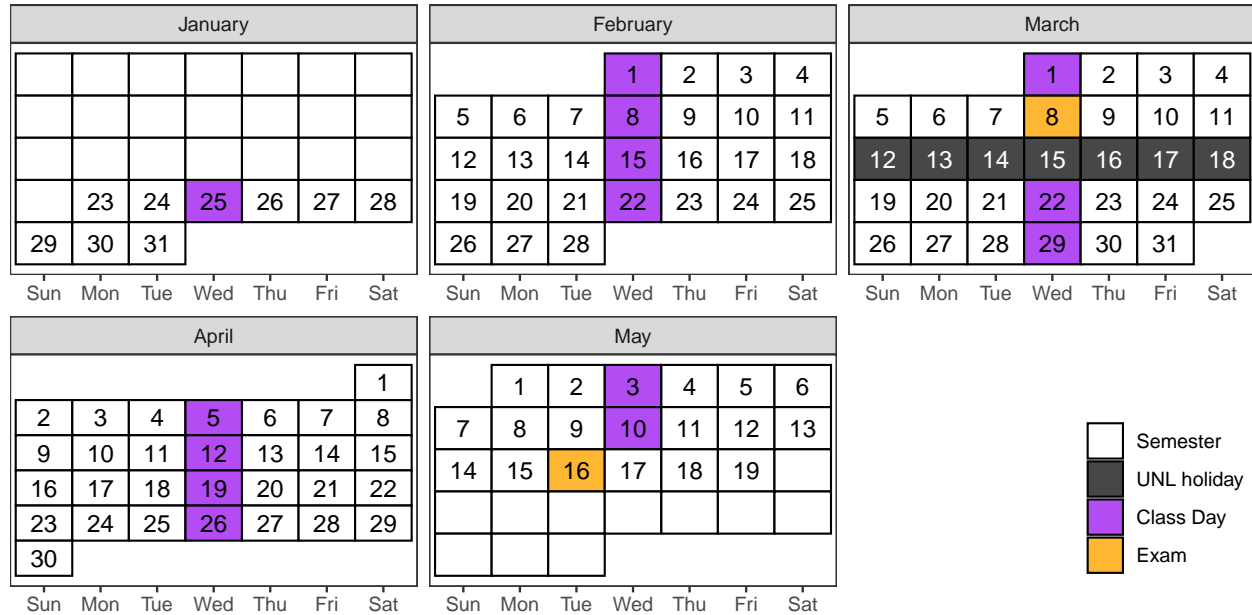 January
23 24 25 26 27 28
29 30 31
Sun Mon Tue Wed Thu Fri Sat
February
1 2 3 4
5 6 7 8 9 10 11
12 13 14 15 16 17 18
19 20 21 22 23 24 25
26 27 28
Sun Mon Tue Wed Thu Fri Sat
March
1 2 3 4
5 6 7 8 9 10 11
12 13 14 15 16 17 18
19 20 21 22 23 24 25
26 27 28 29 30 31
Sun Mon Tue Wed Thu Fri Sat
April
1
2 3 4 5 6 7 8
9 10 11 12 13 14 15
16 17 18 19 20 21 22
23 24 25 26 27 28 29
30
Sun Mon Tue Wed Thu Fri Sat
May
1 2 3 4 5 6
7 8 9 10 11 12 13
14 15 16 17 18 19
Sun Mon Tue Wed Thu Fri Sat
Semester
UNL holiday
Class Day
Exam